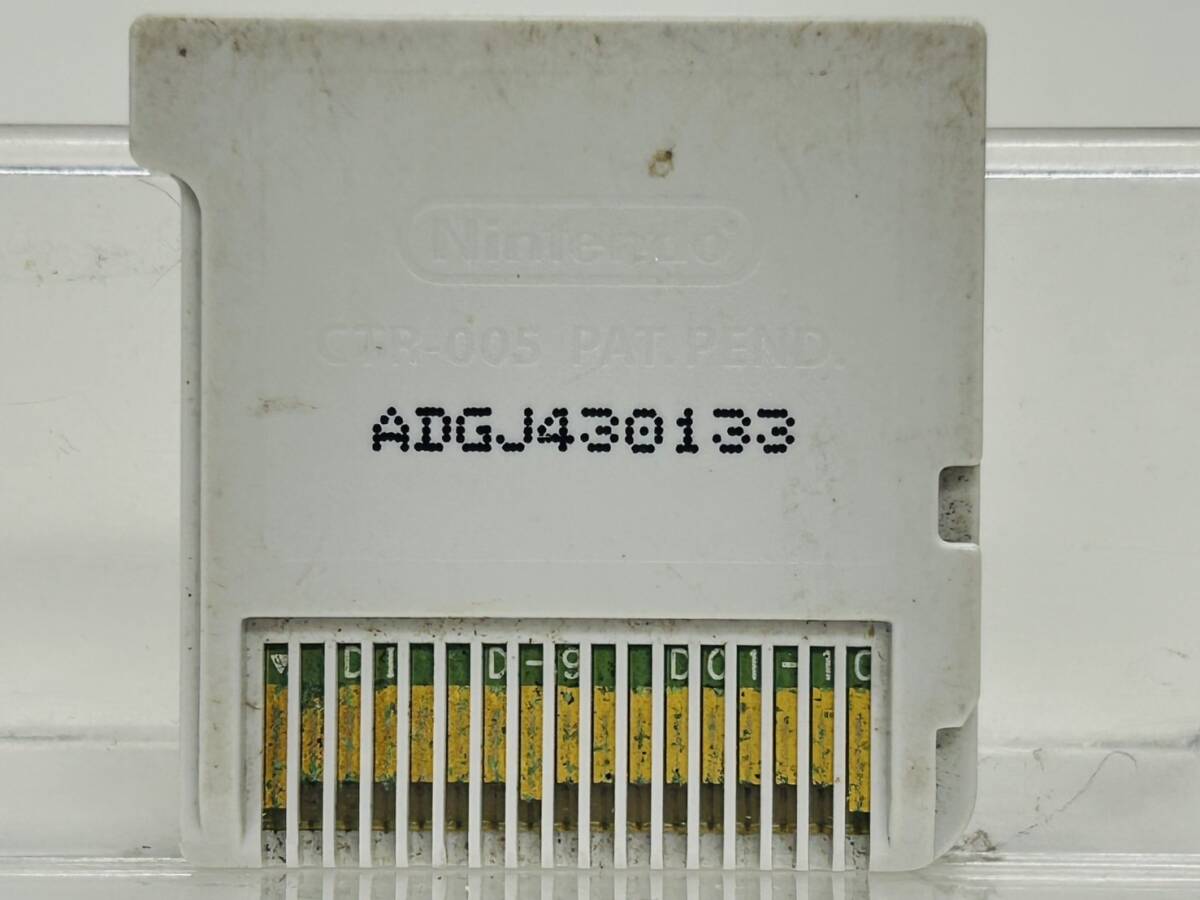 Nintendo
CTR-005 PAT. PEND.
ADGJ430133